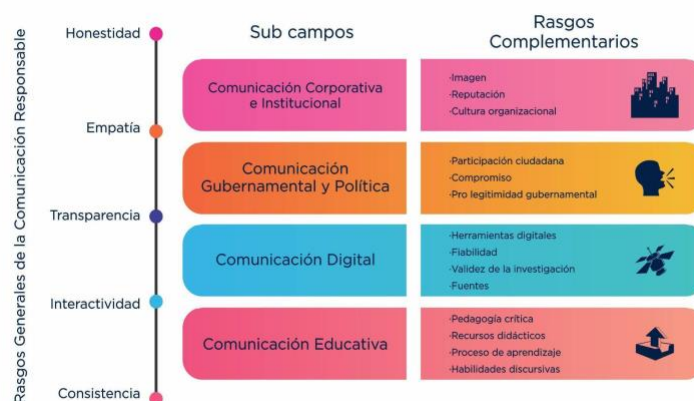 Rasgos Generales de la Comunicación Responsable
Honestidad
Empatía
Transparencia
Interactividad
Consistencia
Sub campos
Rasgos
Complementarios
Comunicación Corporativa
e Institucional
·Imagen
·Reputación
·Cultura organizacional
Comunicación
Gubernamental y Política
·Participación ciudadana
·Compromiso
·Pro legitimidad gubernamental
Comunicación Digital
·Herramientas digitales
·Fiabilidad
·Validez de la investigación
·Fuentes
Comunicación Educativa
·Pedagogía crítica
·Recursos didácticos
·Proceso de aprendizaje
·Habilidades discursivas